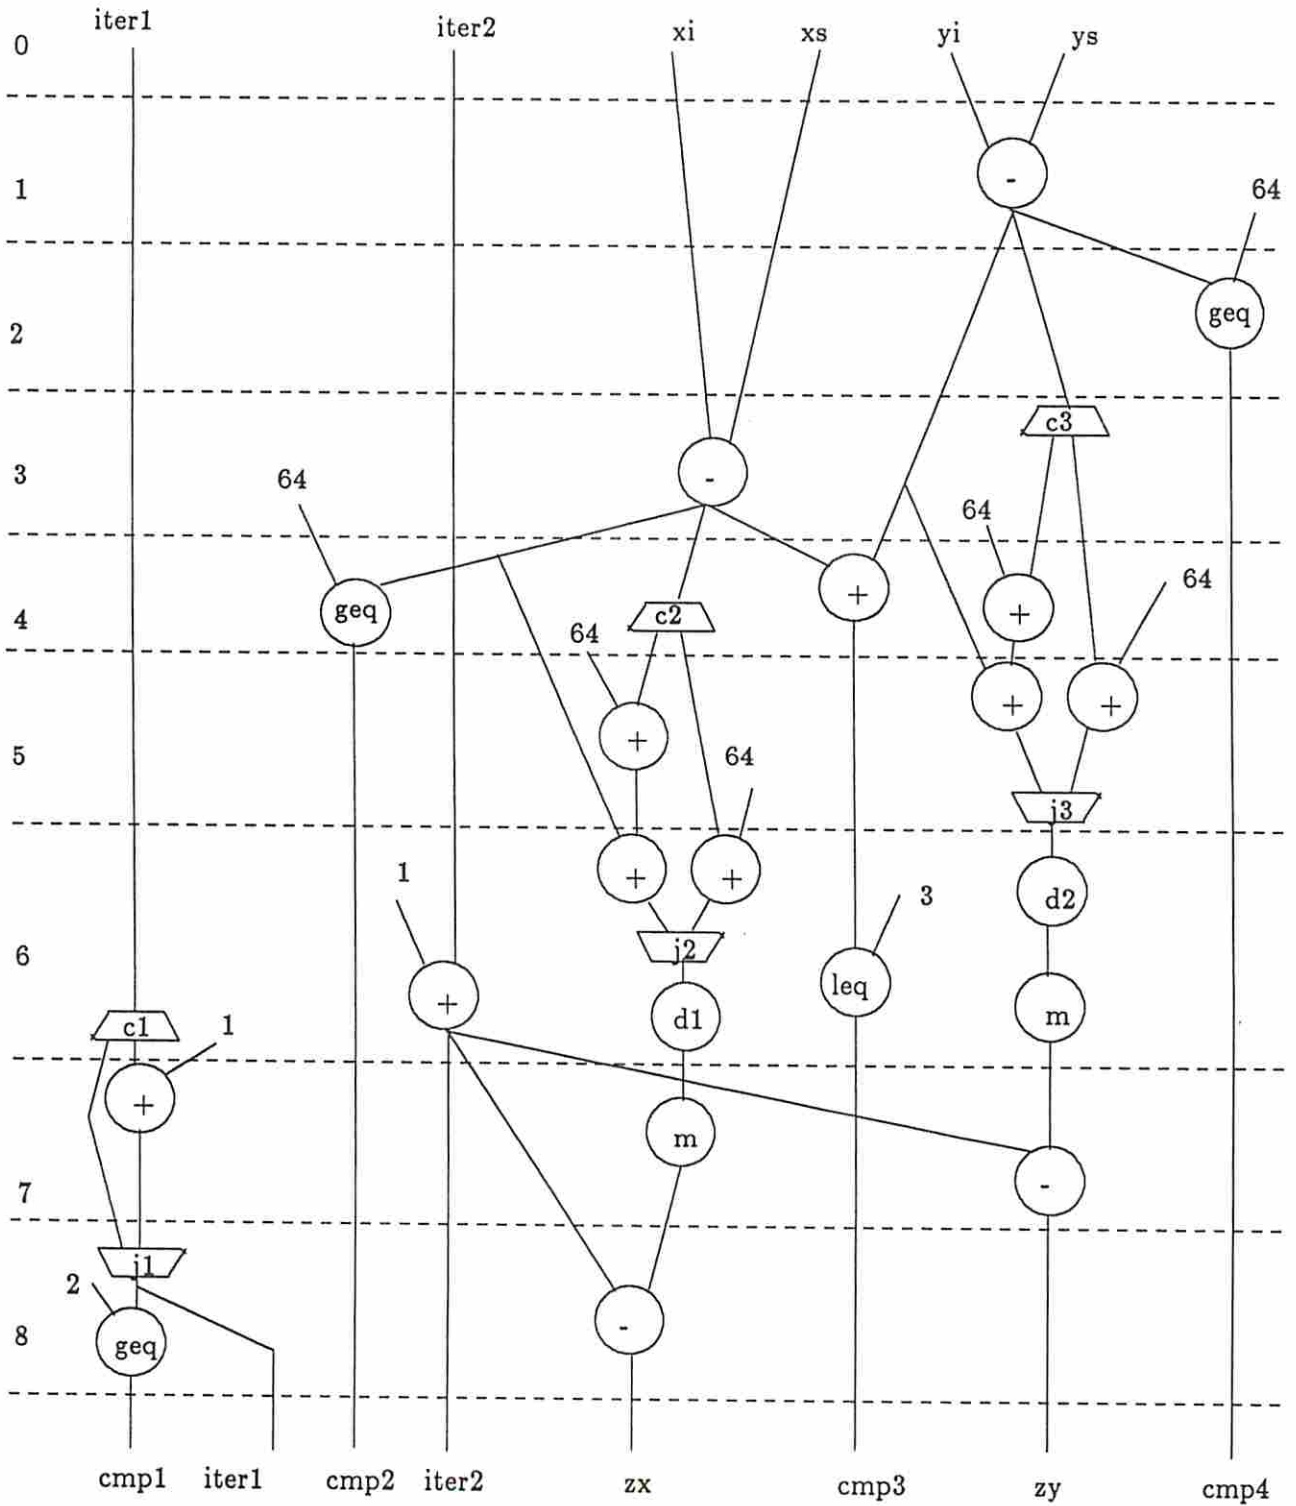 iter1 iter2 xi xs yi ys
0
-
1 64
geq
2
c3
3 - 64
64
geq + + 64
4 c2
64
+ + +
5 64
j3
+ +
1 d2
3
6 j2
+ leq
c1 1 d1 m
+
m
7 -
j1
2
8 geq -
cmp1 iter1 cmp2 iter2 zx cmp3 zy cmp4